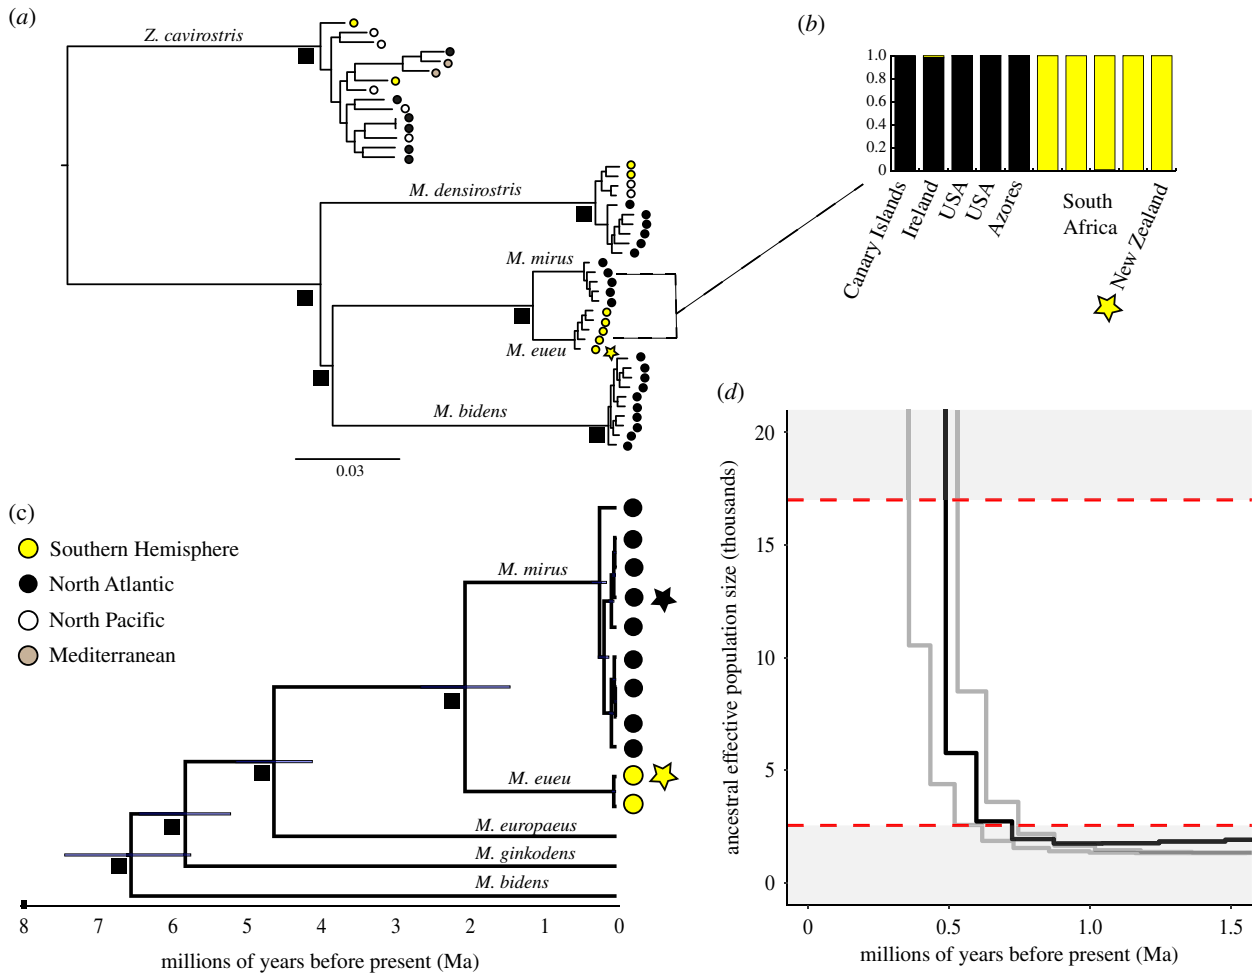 (a)
Z. cavirostris
M. densirostris
M. mirus
M. eueu
M. bidens
0.03
(b)
1.0
0.8
0.6
0.4
0.2
0
Canary Islands
Ireland
USA
USA
Azores
South
Africa
New Zealand
(c)
Southern Hemisphere
North Atlantic
North Pacific
Mediterranean
M. mirus
M. eueu
M. europaeus
M. ginkodens
M. bidens
8 7 6 5 4 3 2 1 0
millions of years before present (Ma)
(d)
ancestral effective population size (thousands)
20
15
10
5
0
0 0.5 1.0 1.5
millions of years before present (Ma)